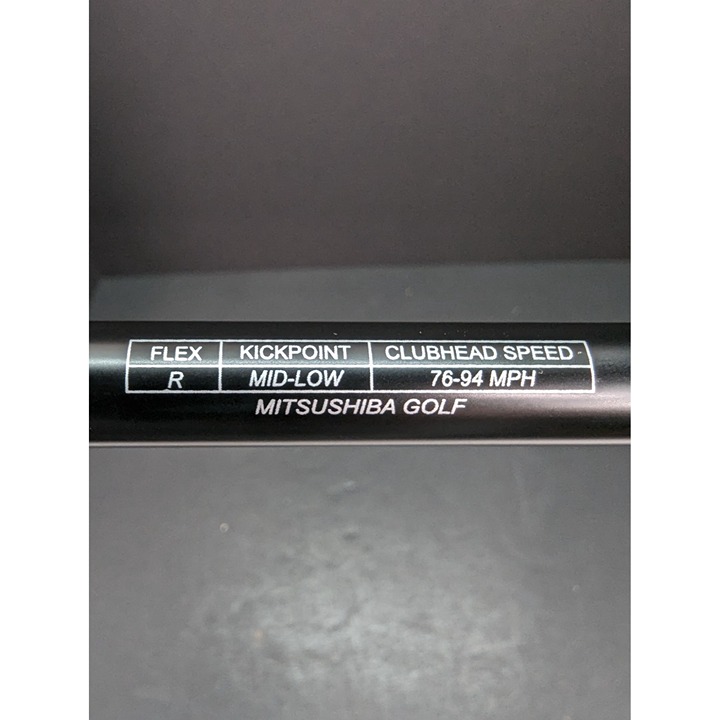 FLEX KICKPOINT CLUBHEAD SPEED
R MID-LOW 76-94 MPH
MITSUSHIBA GOLF